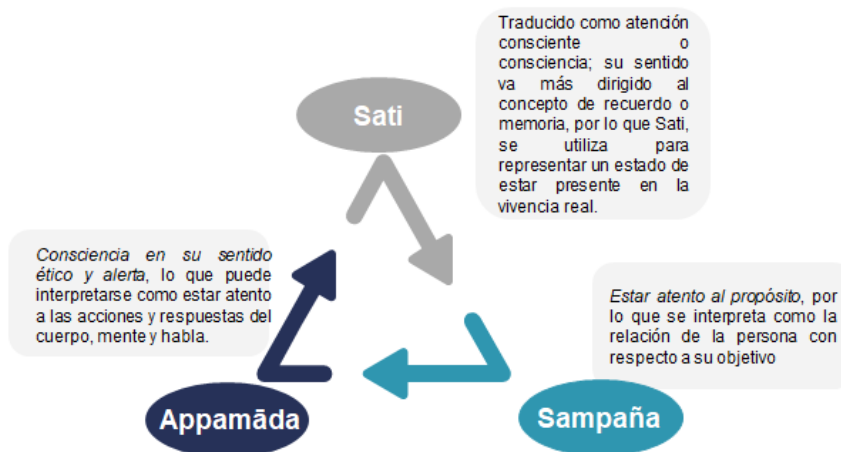 Sati
Traducido como atención
consciente o
consciencia; su sentido
va más dirigido al
concepto de recuerdo o
memoria, por lo que Sati,
se utiliza para
representar un estado de
estar presente en la
vivencia real.
Consciencia en su sentido
ético y alerta, lo que puede
interpretarse como estar atento
a las acciones y respuestas del
cuerpo, mente y habla.
Estar atento al propósito, por
lo que se interpreta como la
relación de la persona con
respecto a su objetivo
Appamāda
Sampaña